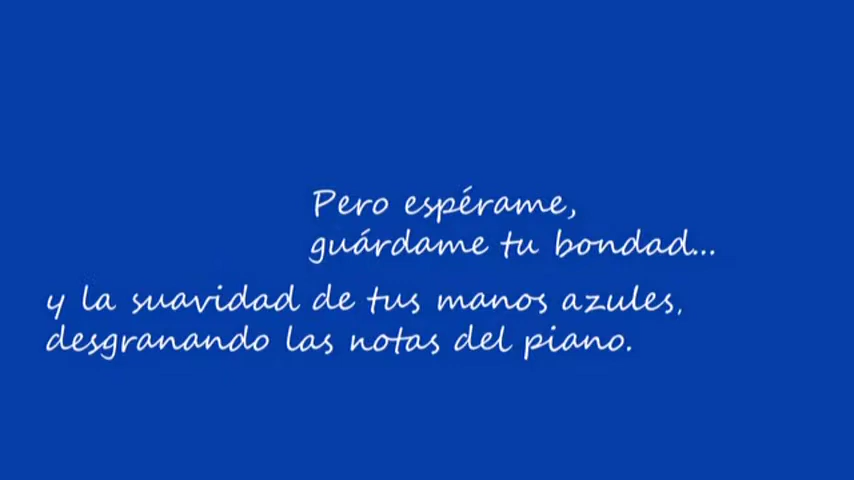 Pero espérame,
guárdame tu bondad...
y la suavidad de tus manos azules,
desgranando las notas del piano.